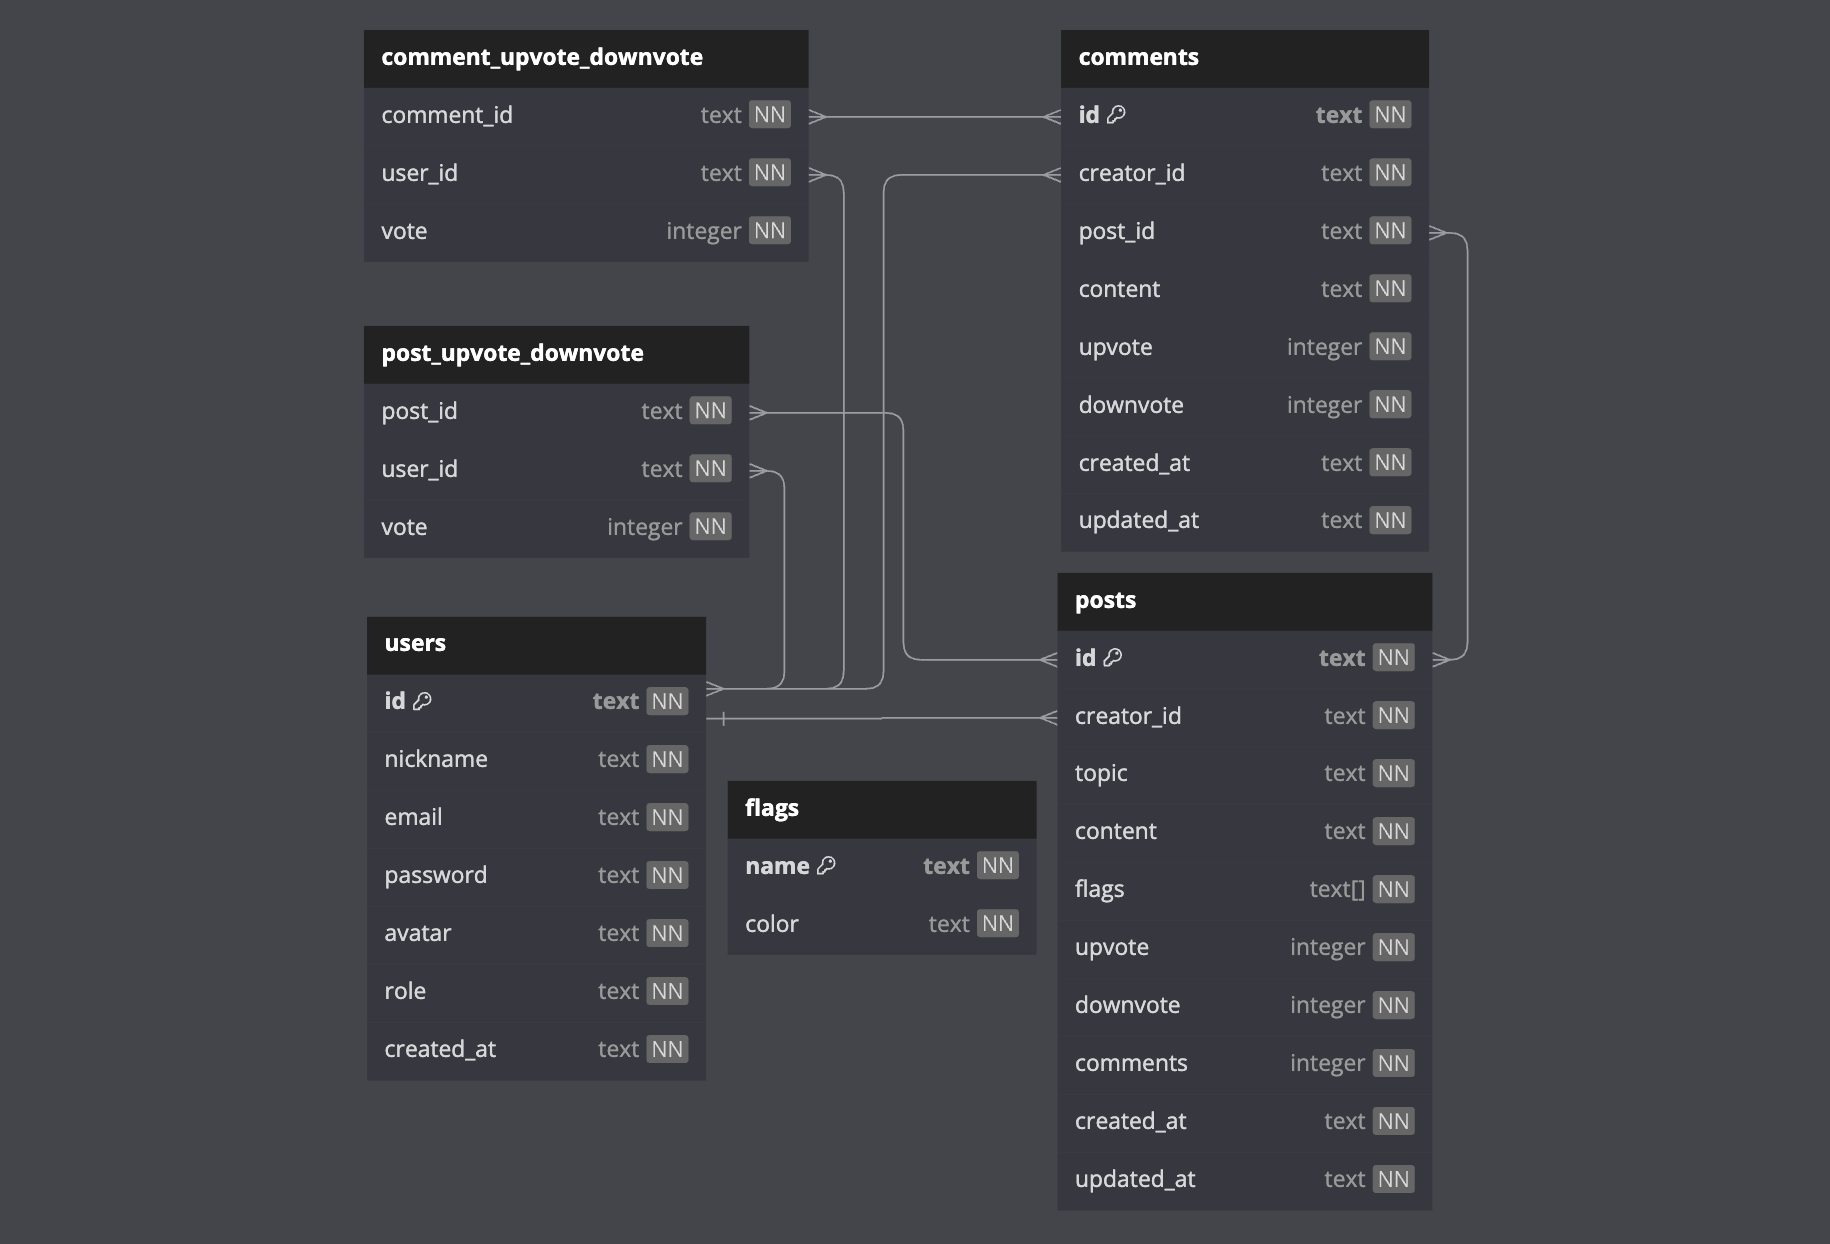 comment_upvote_downvote
comment_id text NN
user_id text NN
vote integer NN
post_upvote_downvote
post_id text NN
user_id text NN
vote integer NN
users
id text NN
nickname text NN
email text NN
password text NN
avatar text NN
role text NN
created_at text NN
flags
name text NN
color text NN
comments
id text NN
creator_id text NN
post_id text NN
content text NN
upvote integer NN
downvote integer NN
created_at text NN
updated_at text NN
posts
id text NN
creator_id text NN
topic text NN
content text NN
flags text[] NN
upvote integer NN
downvote integer NN
comments integer NN
created_at text NN
updated_at text NN